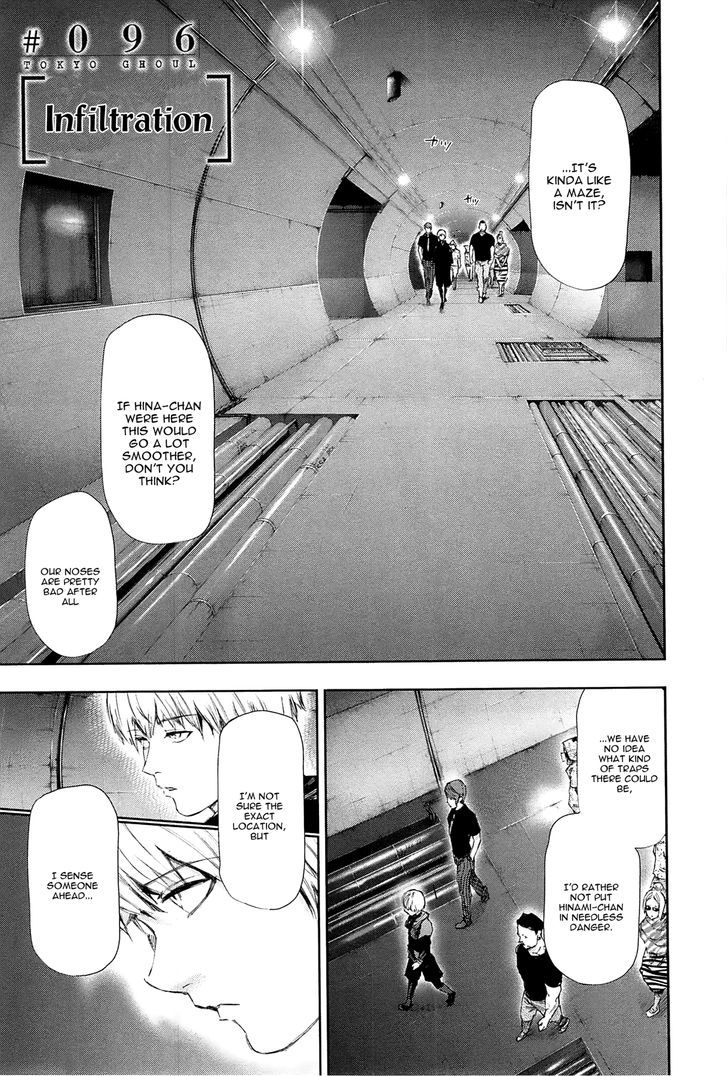 #096
TOKYO GHOUL
Infiltration
...IT'S
KINDA LIKE
A MAZE,
ISN'T IT?
IF HINA-CHAN
WERE HERE
THIS WOULD
GO A LOT
SMOOTHER,
DON'T YOU
THINK?
OUR NOSES
ARE PRETTY
BAD AFTER
ALL
...WE HAVE
NO IDEA
WHAT KIND
OF TRAPS
THERE COULD
BE,
I'D RATHER
NOT PUT
HINAMI-CHAN
IN NEEDLESS
DANGER.
I'M NOT
SURE THE
EXACT
LOCATION,
BUT
I SENSE
SOMEONE
AHEAD...